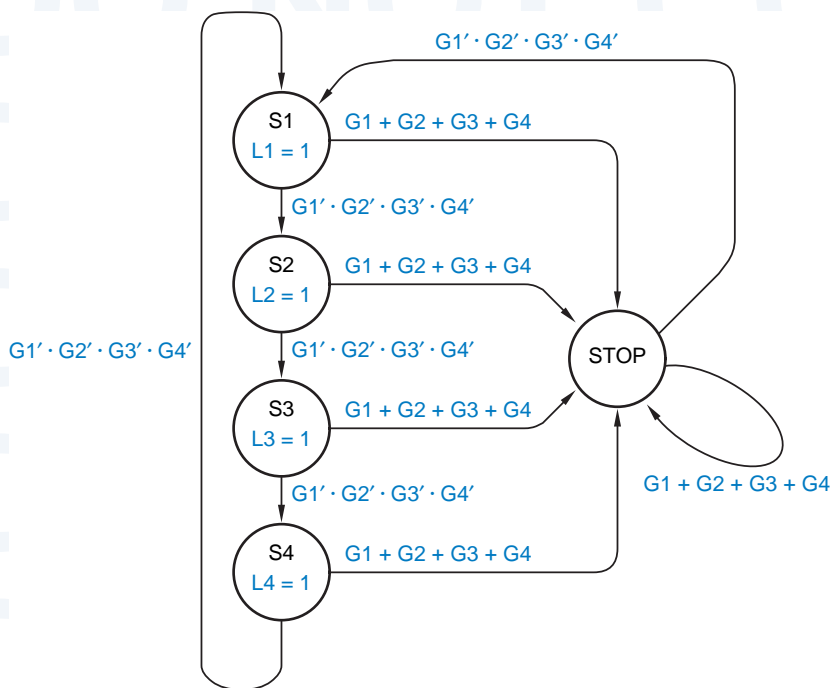 G1′ · G2′ · G3′ · G4′
S1
L1 = 1
G1 + G2 + G3 + G4
G1′ · G2′ · G3′ · G4′
S2
L2 = 1
G1 + G2 + G3 + G4
G1′ · G2′ · G3′ · G4′
G1′ · G2′ · G3′ · G4′
STOP
S3
L3 = 1
G1 + G2 + G3 + G4
G1 + G2 + G3 + G4
G1′ · G2′ · G3′ · G4′
S4
L4 = 1
G1 + G2 + G3 + G4